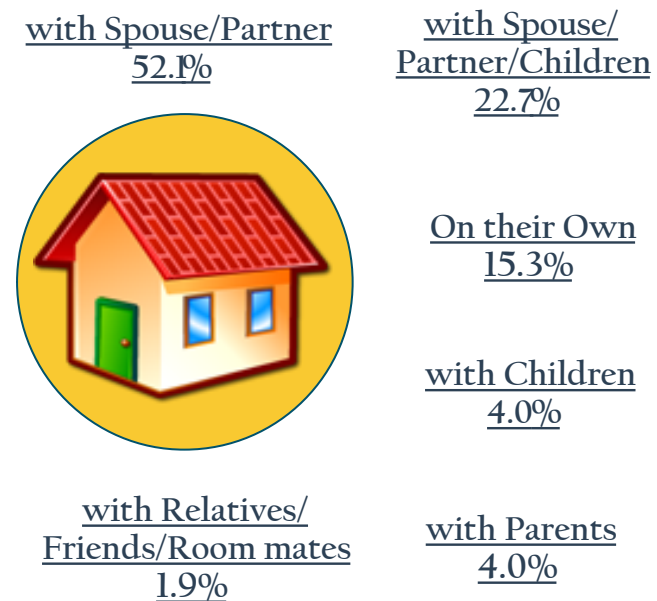 with Spouse/Partner
52.1%
with Spouse/
Partner/Children
22.7%
On their Own
15.3%
with Children
4.0%
with Relatives/
Friends/Room mates
1.9%
with Parents
4.0%